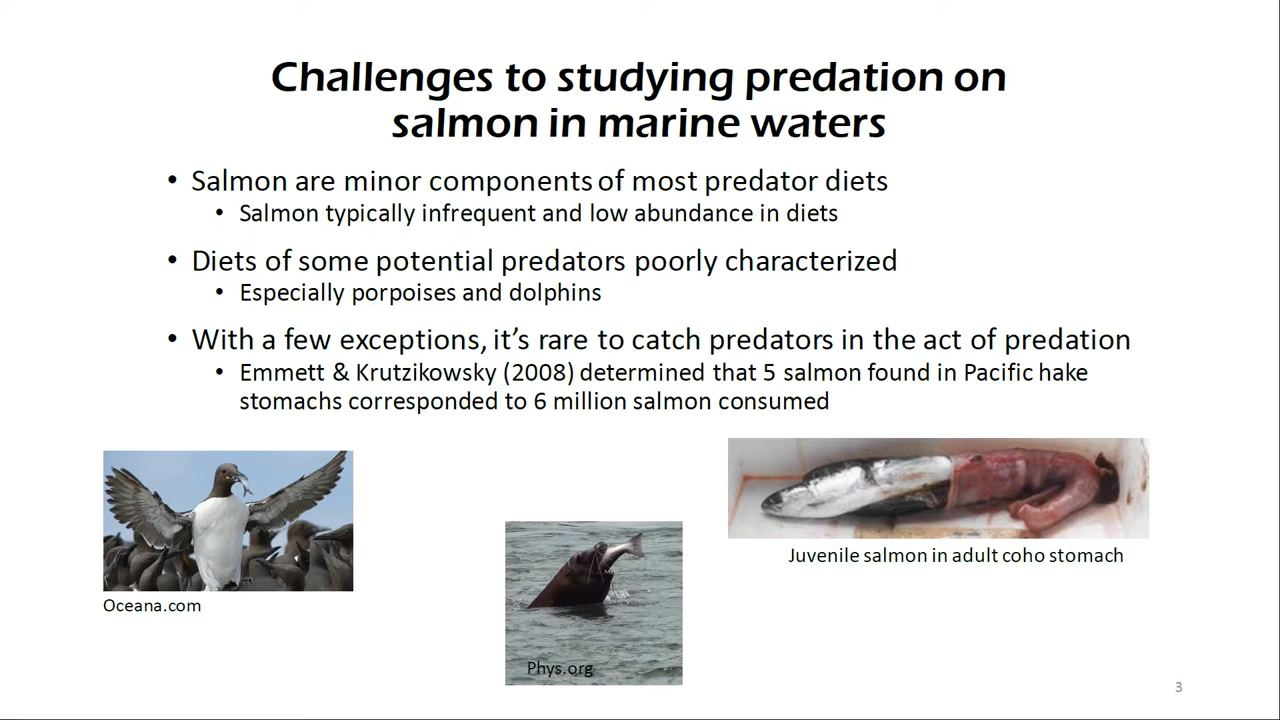 Challenges to studying predation on
salmon in marine waters
• Salmon are minor components of most predator diets
• Salmon typically infrequent and low abundance in diets
• Diets of some potential predators poorly characterized
• Especially porpoises and dolphins
• With a few exceptions, it's rare to catch predators in the act of predation
• Emmett & Krutzikowsky (2008) determined that 5 salmon found in Pacific hake
stomachs corresponded to 6 million salmon consumed
Juvenile salmon in adult coho stomach
Oceana.com
Phys.org
3